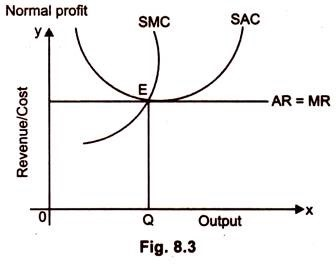 Normal profit
y
SMC
SAC
E
AR = MR
Revenue/Cost
0
Q
Output
x
Fig. 8.3